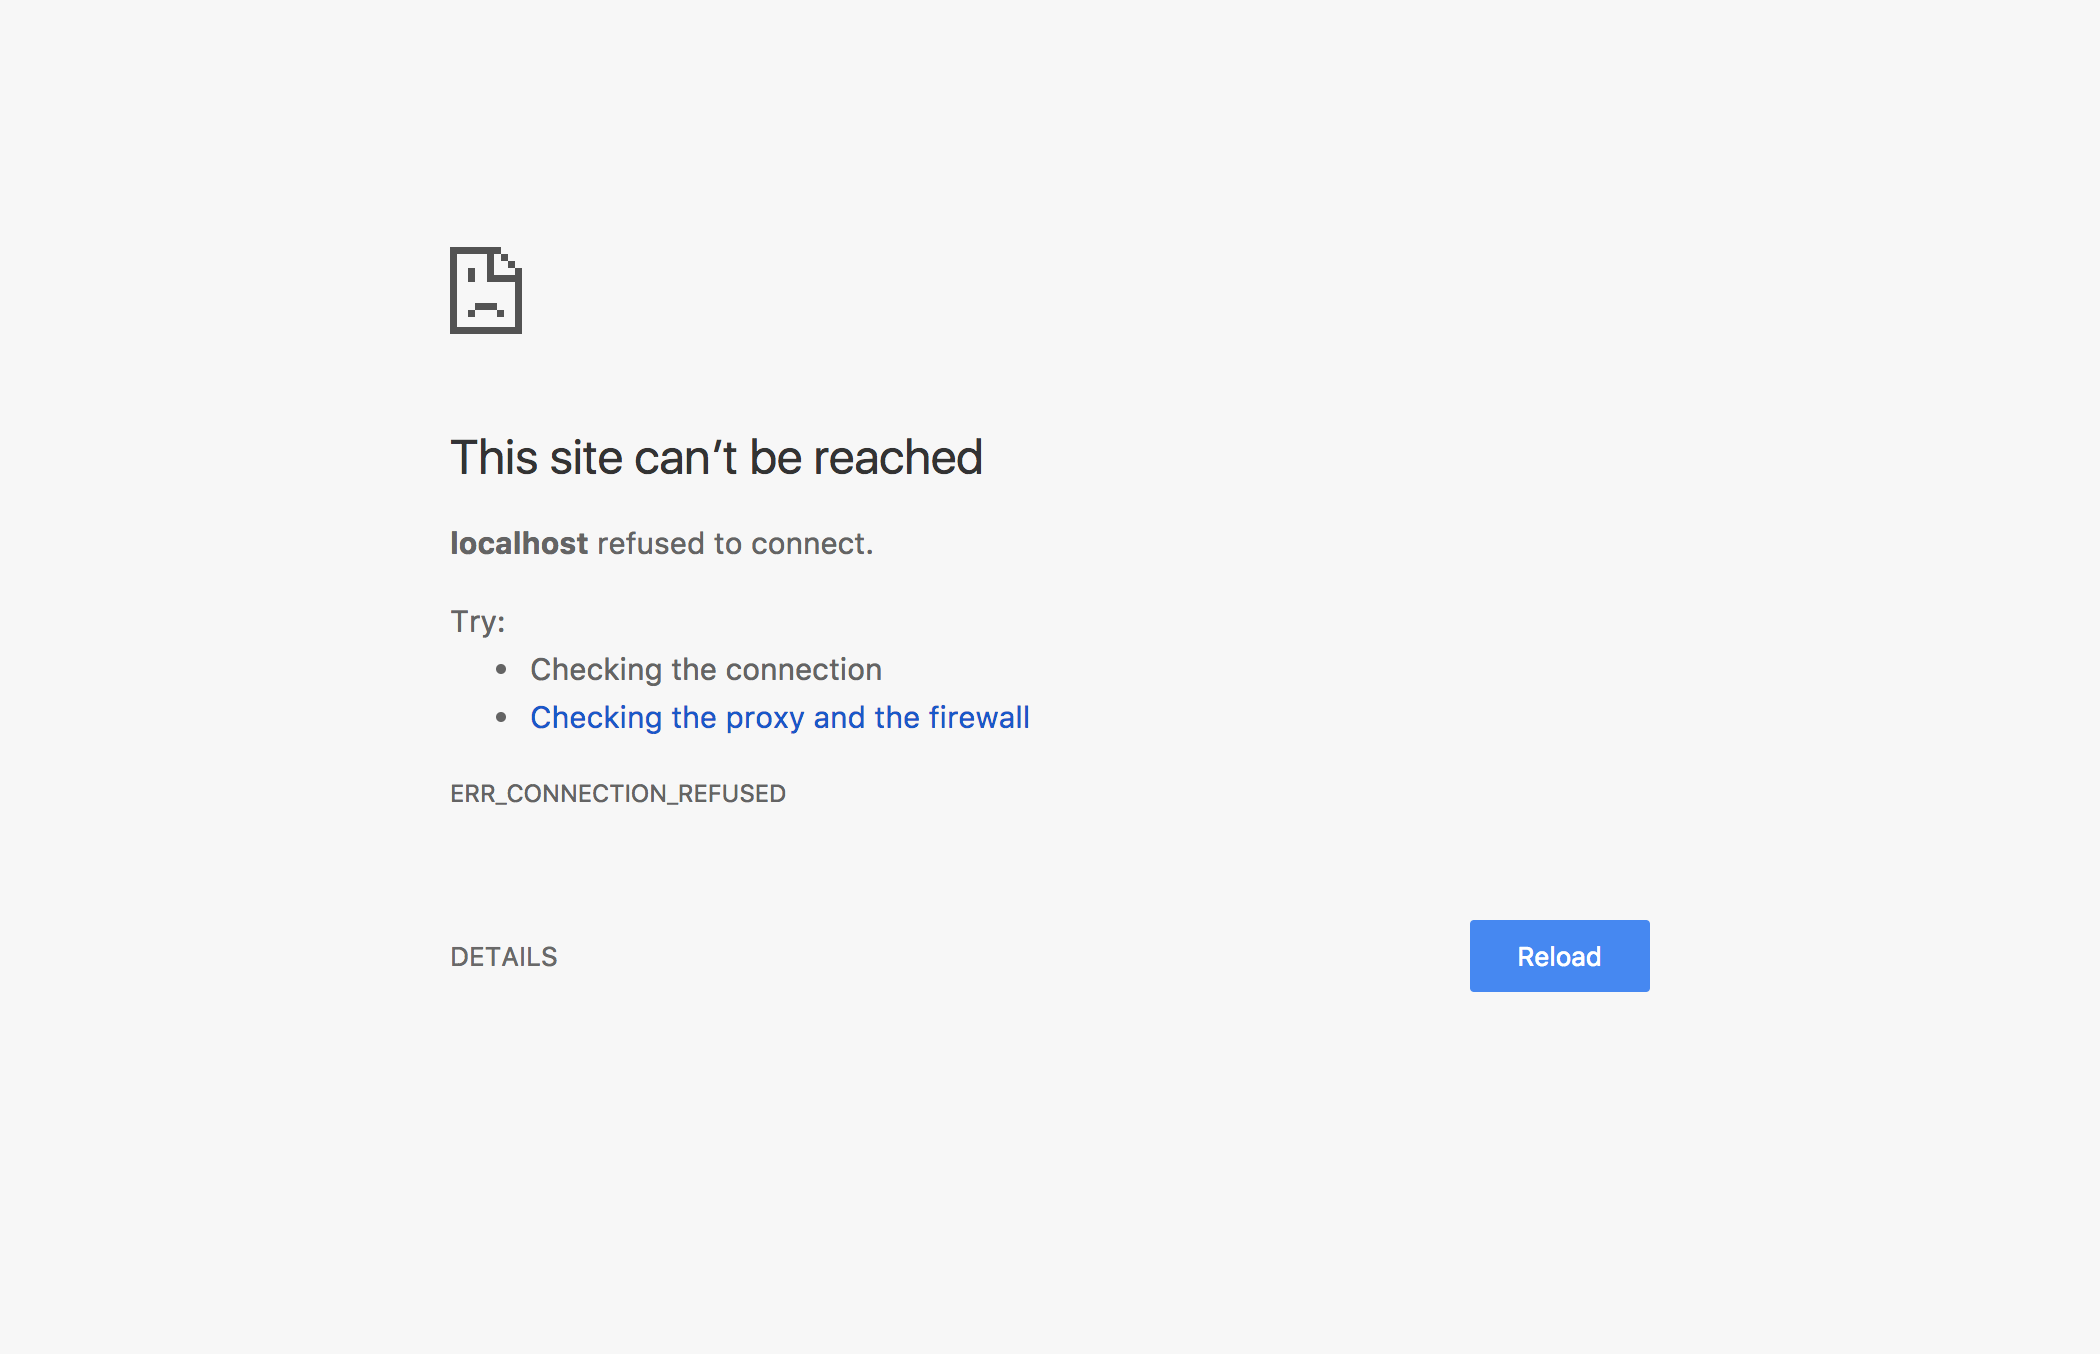 This site can’t be reached
localhost refused to connect.
Try:
• Checking the connection
• Checking the proxy and the firewall
ERR_CONNECTION_REFUSED
DETAILS
Reload